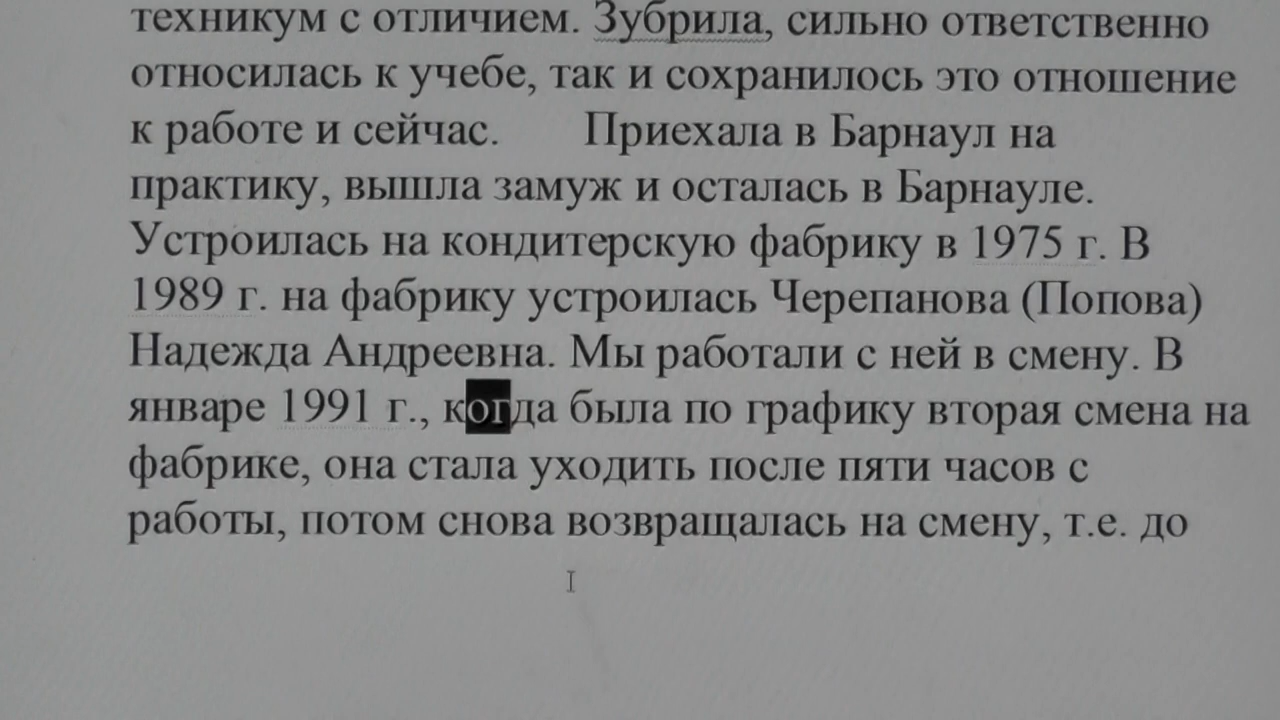 техникум с отличием. Зубрила, сильно ответственно
относилась к учебе, так и сохранилось это отношение
к работе и сейчас. Приехала в Барнаул на
практику, вышла замуж и осталась в Барнауле.
Устроилась на кондитерскую фабрику в 1975 г. В
1989 г. на фабрику устроилась Черепанова (Попова)
Надежда Андреевна. Мы работали с ней в смену. В
январе 1991 г., когда была по графику вторая смена на
фабрике, она стала уходить после пяти часов с
работы, потом снова возвращалась на смену, т.е. до